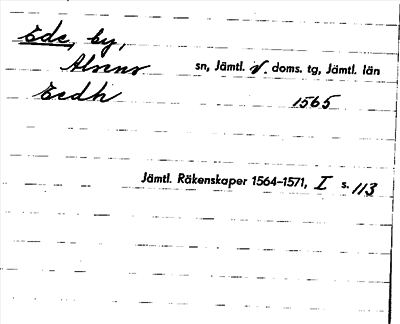 Ede, by,
Alsens sn, Jämtl. v. doms. tg, Jämtl. län
Eedh 1565
Jämtl. Räkenskaper 1564-1571, I s. 113